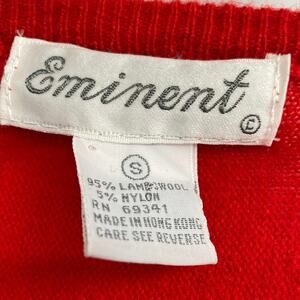 Eminent
£
S
95% LAMBSWOOL
5% NYLON
RN 69341
MADE IN HONG KONG
CARE SEE REVERSE